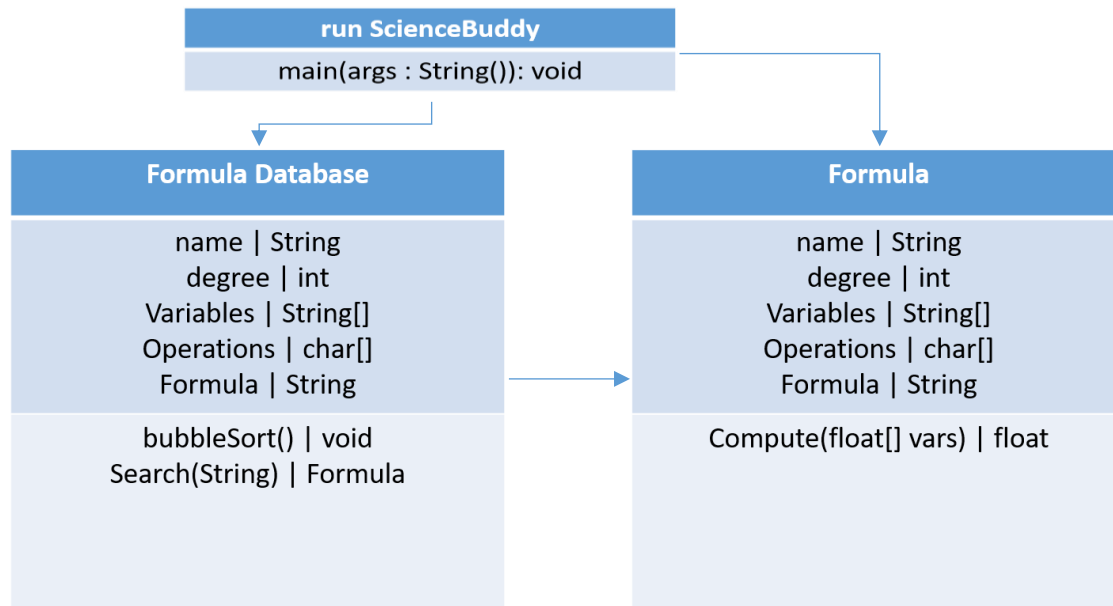 run ScienceBuddy
main(args : String()): void
Formula Database
name | String
degree | int
Variables | String[]
Operations | char[]
Formula | String
bubbleSort() | void
Search(String) | Formula
Formula
name | String
degree | int
Variables | String[]
Operations | char[]
Formula | String
Compute(float[] vars) | float